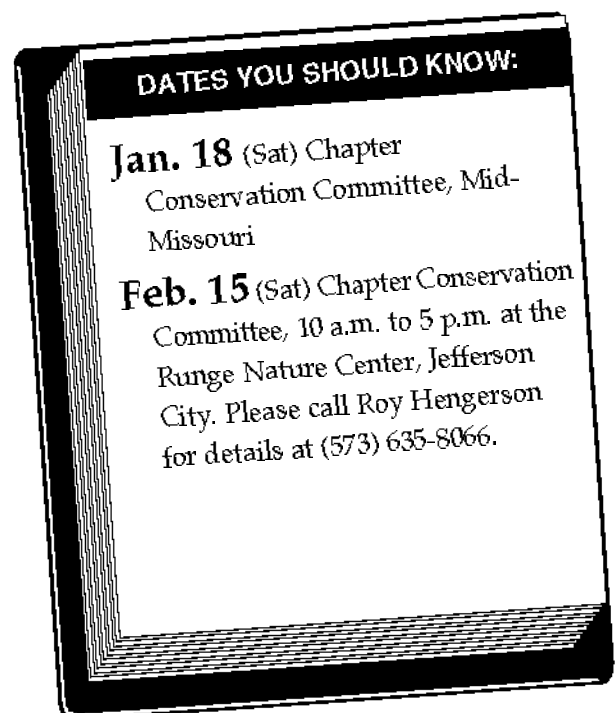 DATES YOU SHOULD KNOW:
Jan. 18 (Sat) Chapter
Conservation Committee, Mid-
Missouri
Feb. 15 (Sat) Chapter Conservation
Committee, 10 a.m. to 5 p.m. at the
Runge Nature Center, Jefferson
City. Please call Roy Hengerson
for details at (573) 635-8066.